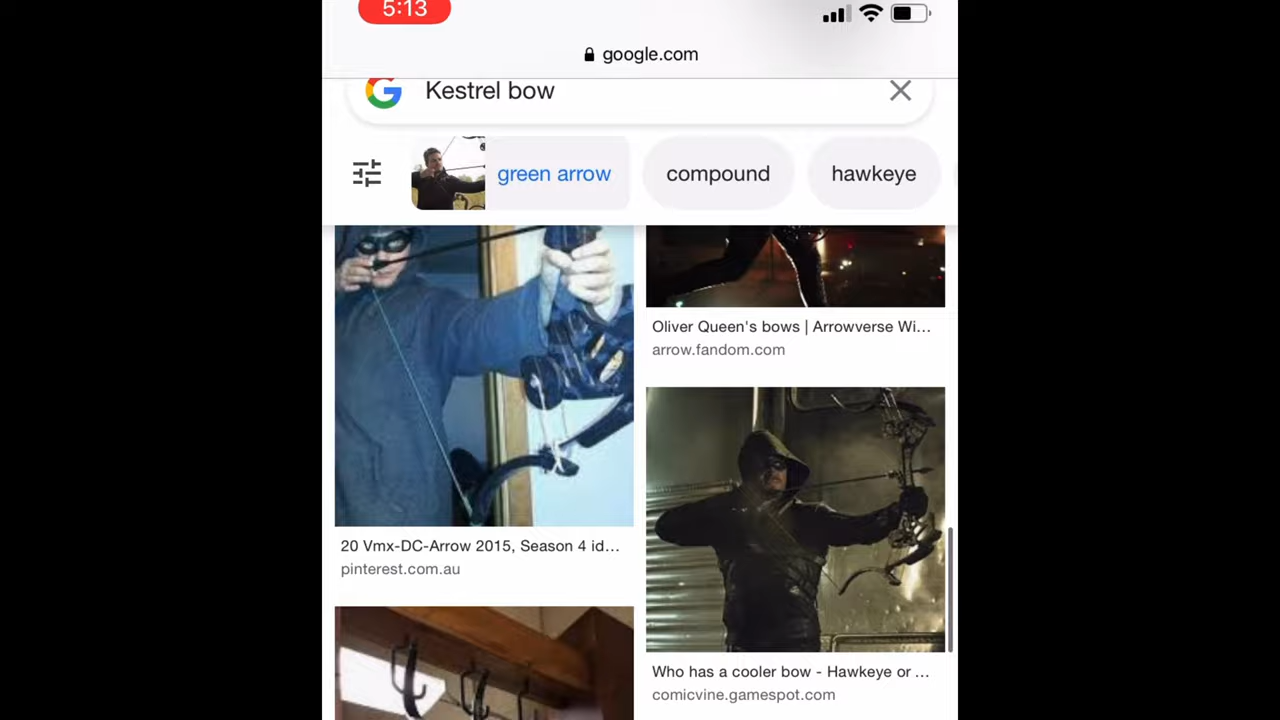 5:13
google.com
Kestrel bow
green arrow
compound
hawkeye
Oliver Queen's bows | Arrowverse Wi...
arrow.fandom.com
20 Vmx-DC-Arrow 2015, Season 4 id...
pinterest.com.au
Who has a cooler bow - Hawkeye or ...
comicvine.gamespot.com